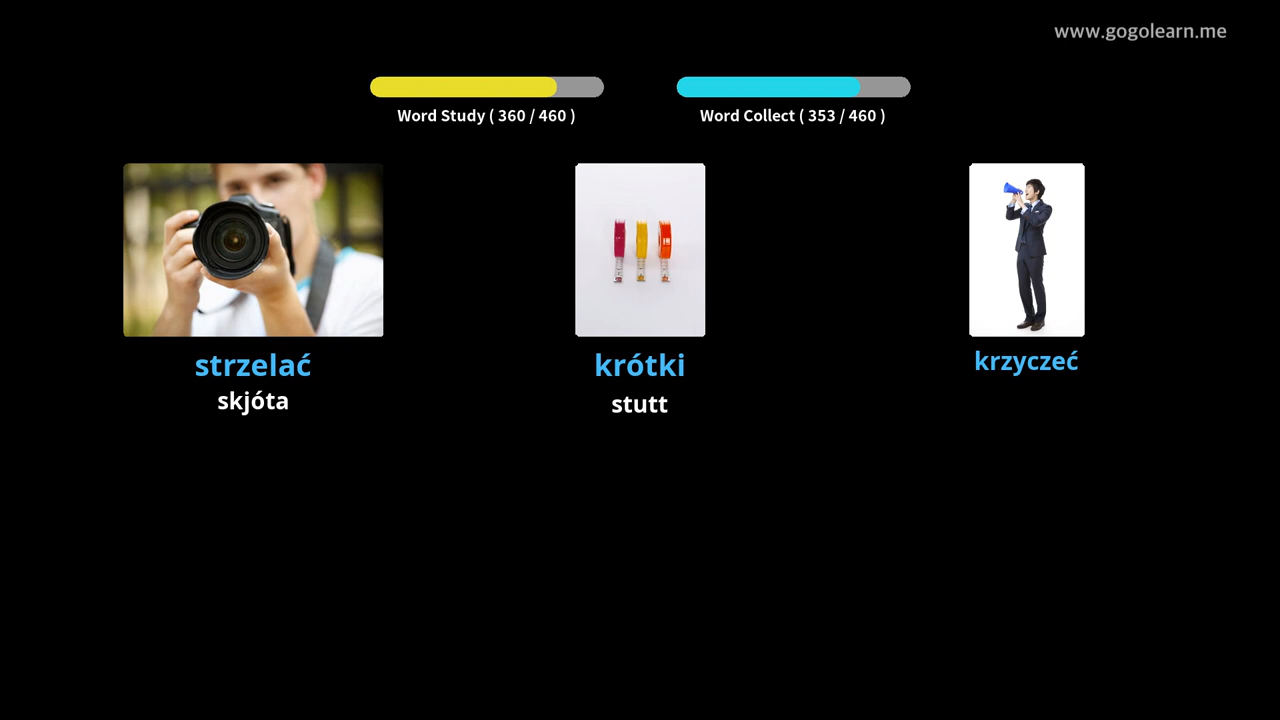 www.gogolearn.me
Word Study ( 360 / 460 )
Word Collect ( 353 / 460 )
strzelać
skjóta
krótki
stutt
krzyczeć